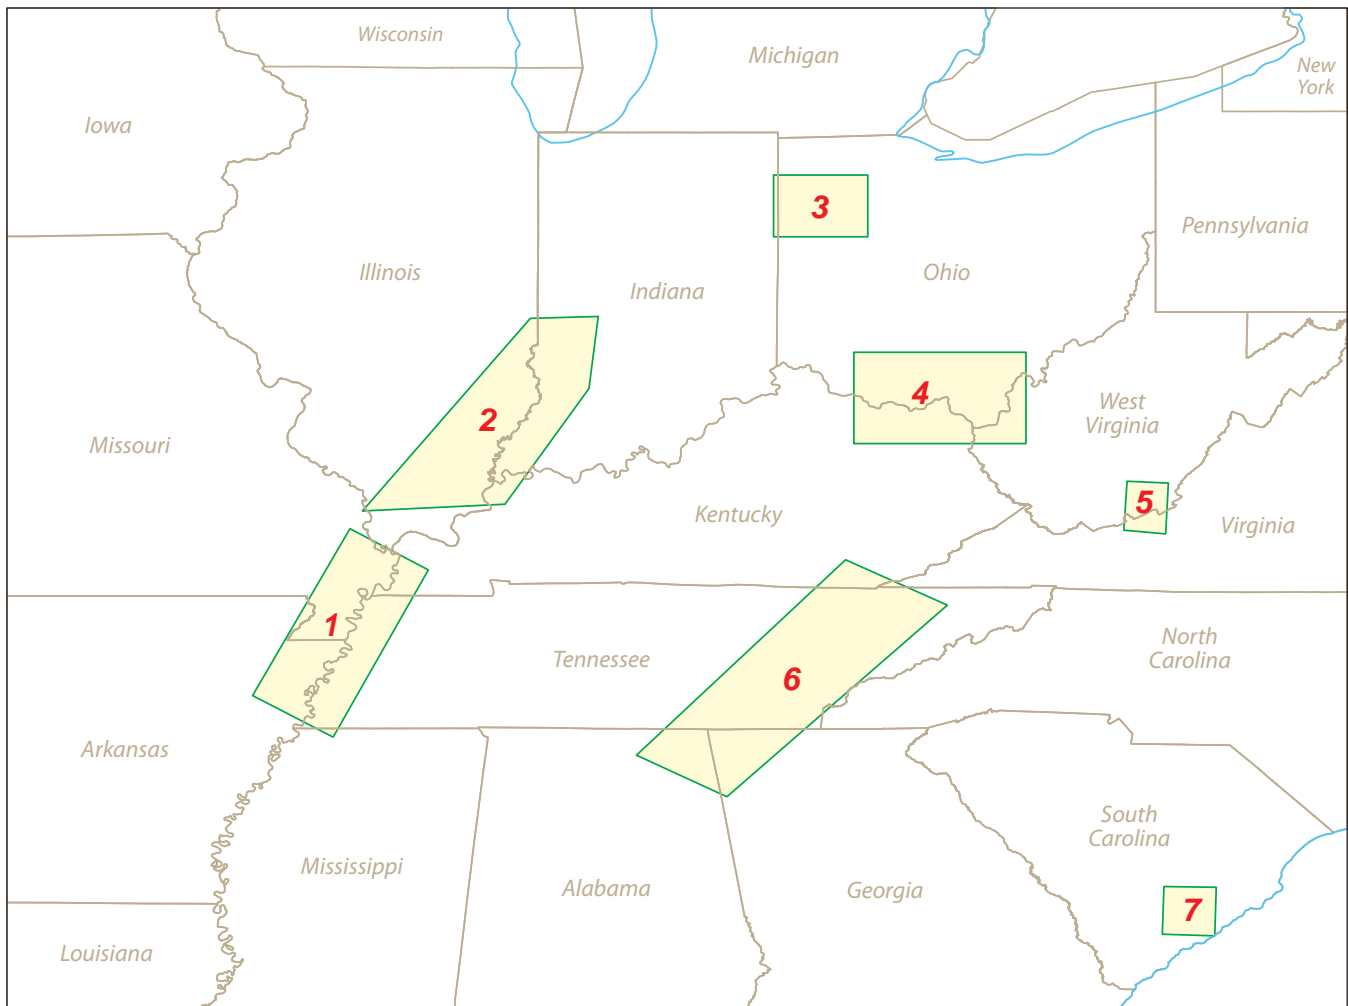 Wisconsin
Michigan
New
York
Iowa
3
Pennsylvania
Illinois
Ohio
Indiana
4
West
Virginia
2
Missouri
5
Kentucky
Virginia
1
North
Carolina
Tennessee
6
Arkansas
South
Carolina
Mississippi
Alabama
Georgia
7
Louisiana